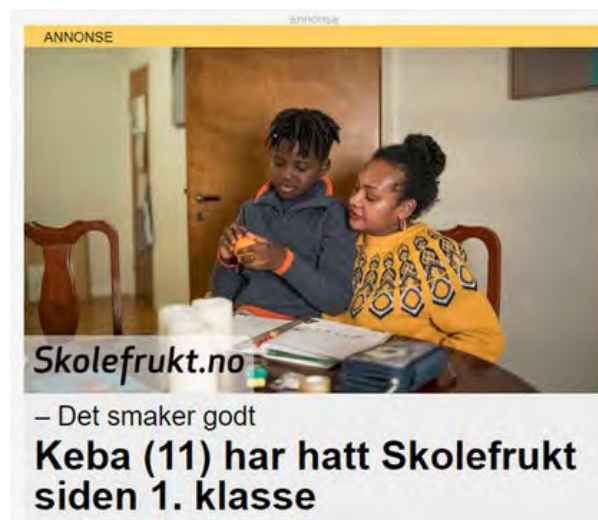 annonse
ANNONSE
Skolefrukt.no
– Det smaker godt
Keba (11) har hatt Skolefrukt
siden 1. klasse